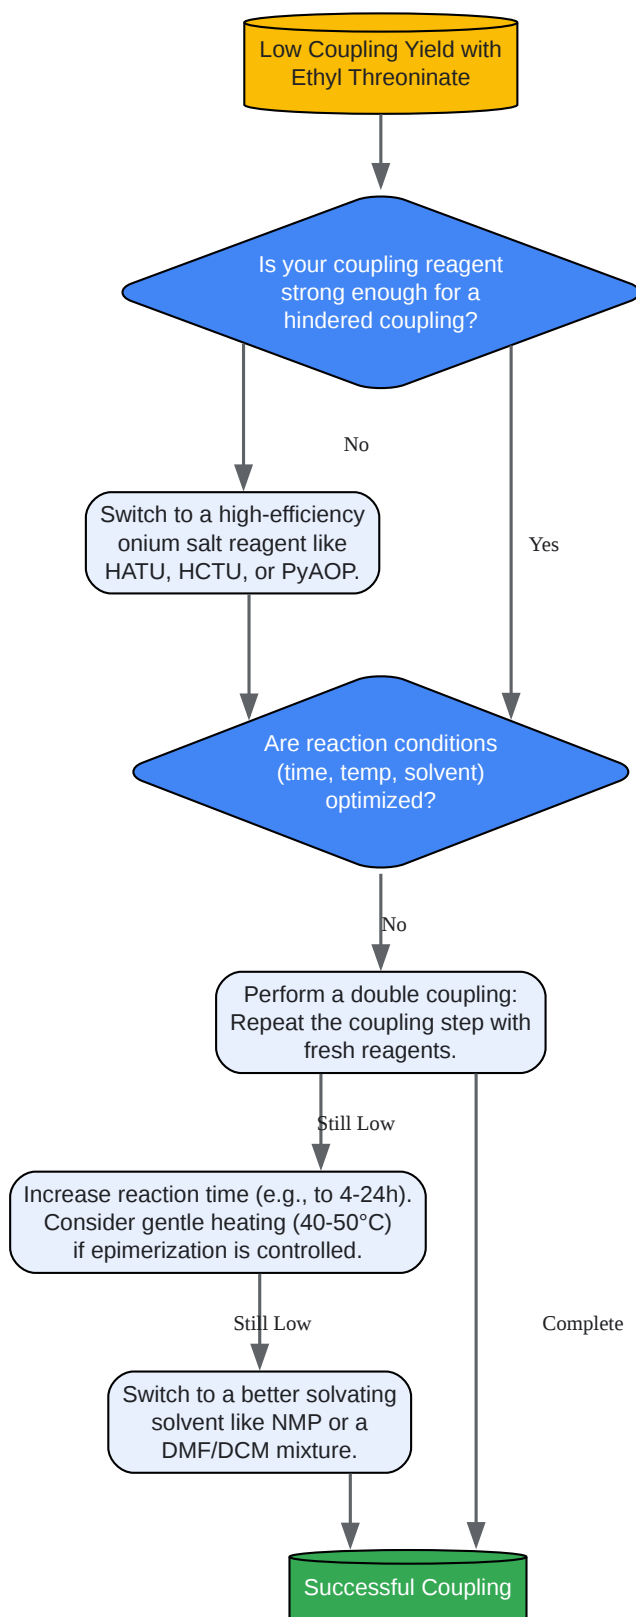 Low Coupling Yield with
Ethyl Threoninate
Is your coupling reagent
strong enough for a
hindered coupling?
No
Switch to a high-efficiency
onium salt reagent like
HATU, HCTU, or PyAOP.
Yes
Are reaction conditions
(time, temp, solvent)
optimized?
No
Perform a double coupling:
Repeat the coupling step with
fresh reagents.
Still Low
Increase reaction time (e.g., to 4-24h).
Consider gentle heating (40-50°C)
if epimerization is controlled.
Still Low
Complete
Switch to a better solvating
solvent like NMP or a
DMF/DCM mixture.
Successful Coupling